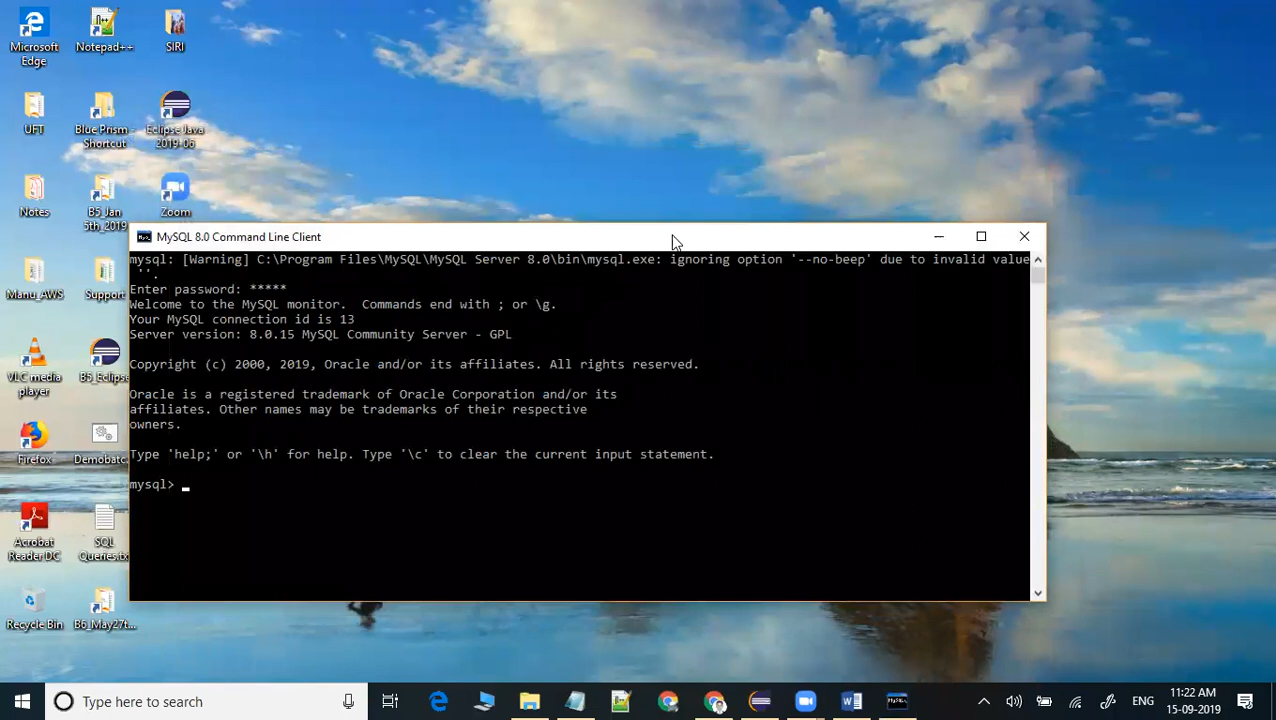 Microsoft
Edge
Notepad++
SIRI
UFT
Blue Prism -
Shortcut
Eclipse Java
2019-06
Notes
B5_Jan
5th_2019
Zoom
MySQL 8.0 Command Line Client
mysql: [Warning] C:\Program Files\MySQL\MySQL Server 8.0\bin\mysql.exe: ignoring option '--no-beep' due to invalid value
''.
Enter password: *****
Welcome to the MySQL monitor.  Commands end with ; or \g.
Your MySQL connection id is 13
Server version: 8.0.15 MySQL Community Server - GPL
Copyright (c) 2000, 2019, Oracle and/or its affiliates. All rights reserved.
Oracle is a registered trademark of Oracle Corporation and/or its
affiliates. Other names may be trademarks of their respective
owners.
Type 'help;' or '\h' for help. Type '\c' to clear the current input statement.
mysql>
Manu_AWS
Support
VLC media
player
B5_Eclips
Firefox
Demobatc
Acrobat
Reader DC
SQL
Queries.tx
Recycle Bin
B6_May27t...
Type here to search
ENG
11:22 AM
15-09-2019